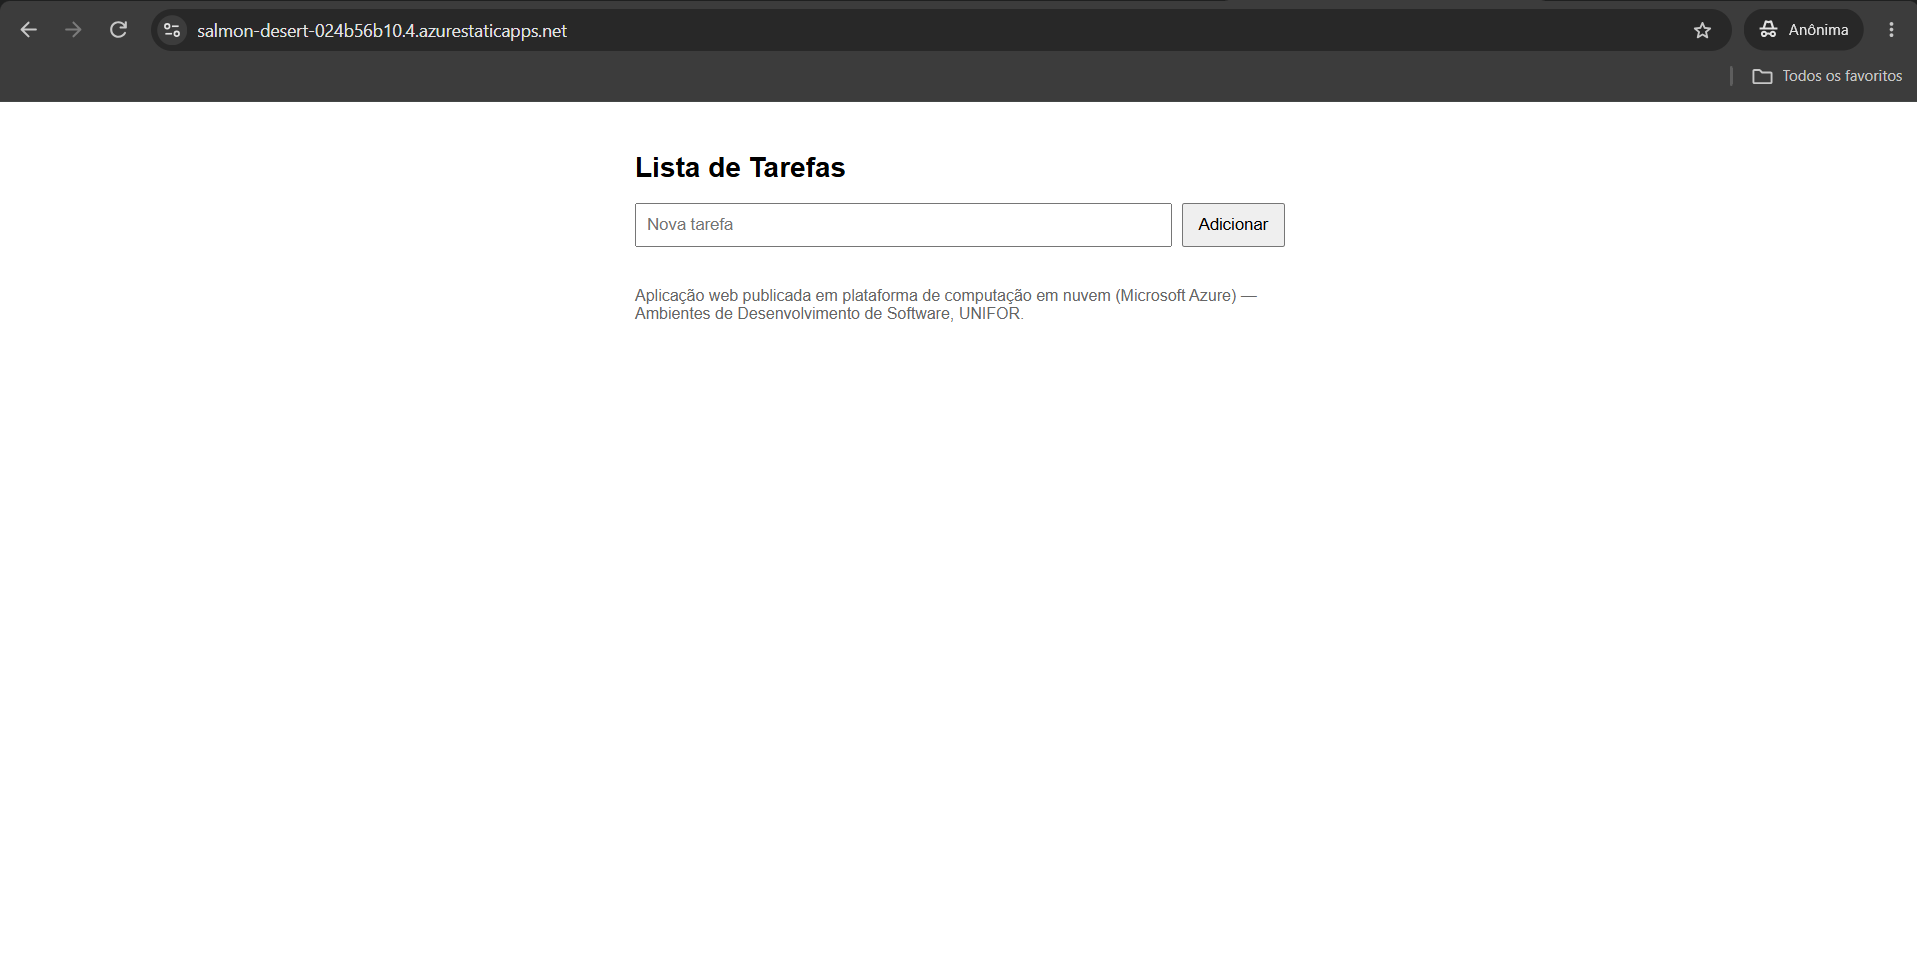 salmon-desert-024b56b10.4.azurestaticapps.net
Anônima
Todos os favoritos
Lista de Tarefas
Nova tarefa
Adicionar
Aplicação web publicada em plataforma de computação em nuvem (Microsoft Azure) —
Ambientes de Desenvolvimento de Software, UNIFOR.